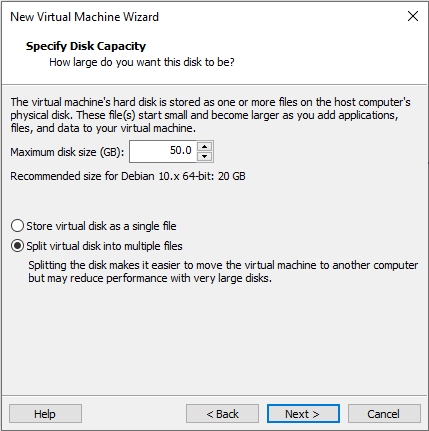 New Virtual Machine Wizard
Specify Disk Capacity
How large do you want this disk to be?
The virtual machine's hard disk is stored as one or more files on the host computer's
physical disk. These file(s) start small and become larger as you add applications,
files, and data to your virtual machine.
Maximum disk size (GB): 50.0
Recommended size for Debian 10.x 64-bit: 20 GB
Store virtual disk as a single file
Split virtual disk into multiple files
Splitting the disk makes it easier to move the virtual machine to another computer
but may reduce performance with very large disks.
Help < Back Next > Cancel